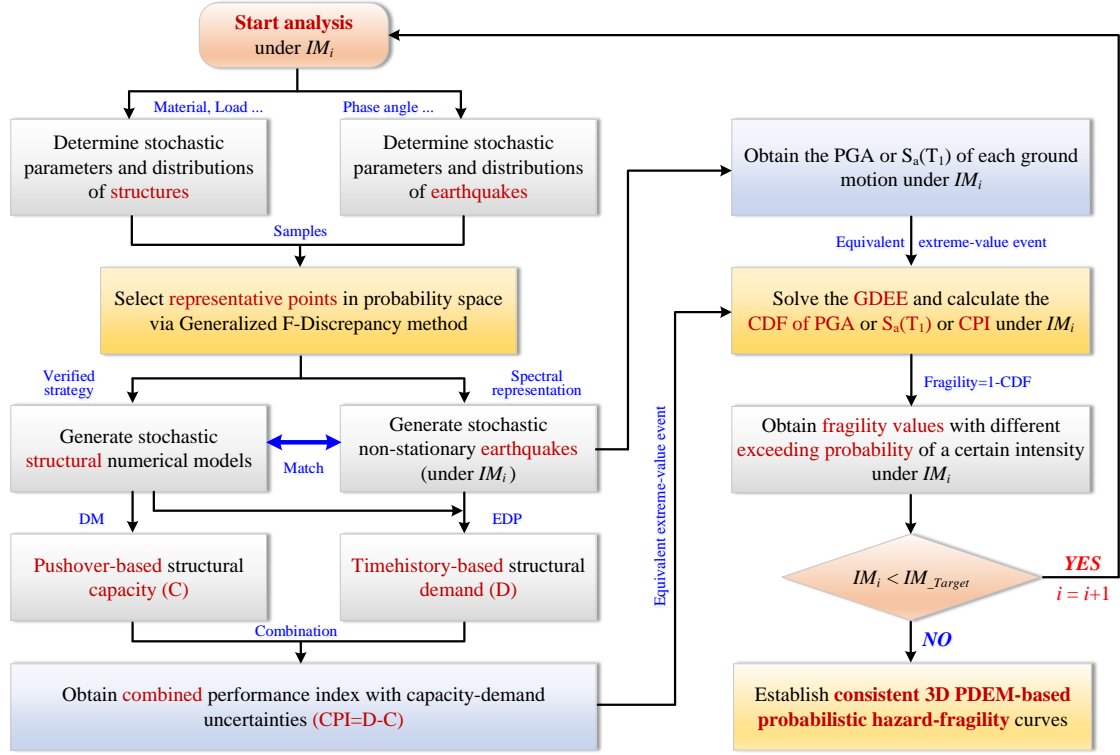 Start analysis
under IMi
Material, Load ...
Phase angle ...
Determine stochastic
parameters and distributions
of structures
Determine stochastic
parameters and distributions
of earthquakes
Samples
Select representative points in probability space
via Generalized F-Discrepancy method
Verified
strategy
Spectral
representation
Generate stochastic
structural numerical models
Match
Generate stochastic
non-stationary earthquakes
(under IMi)
DM
EDP
Pushover-based structural
capacity (C)
Timehistory-based structural
demand (D)
Combination
Obtain combined performance index with capacity-demand
uncertainties (CPI=D-C)
Equivalent extreme-value event
Obtain the PGA or Sa(T1) of each ground
motion under IMi
Equivalent extreme-value event
Solve the GDEE and calculate the
CDF of PGA or Sa(T1) or CPI under IMi
Fragility=1-CDF
Obtain fragility values with different
exceeding probability of a certain intensity
under IMi
IMi < IM_Target
YES
i = i+1
NO
Establish consistent 3D PDEM-based
probabilistic hazard-fragility curves